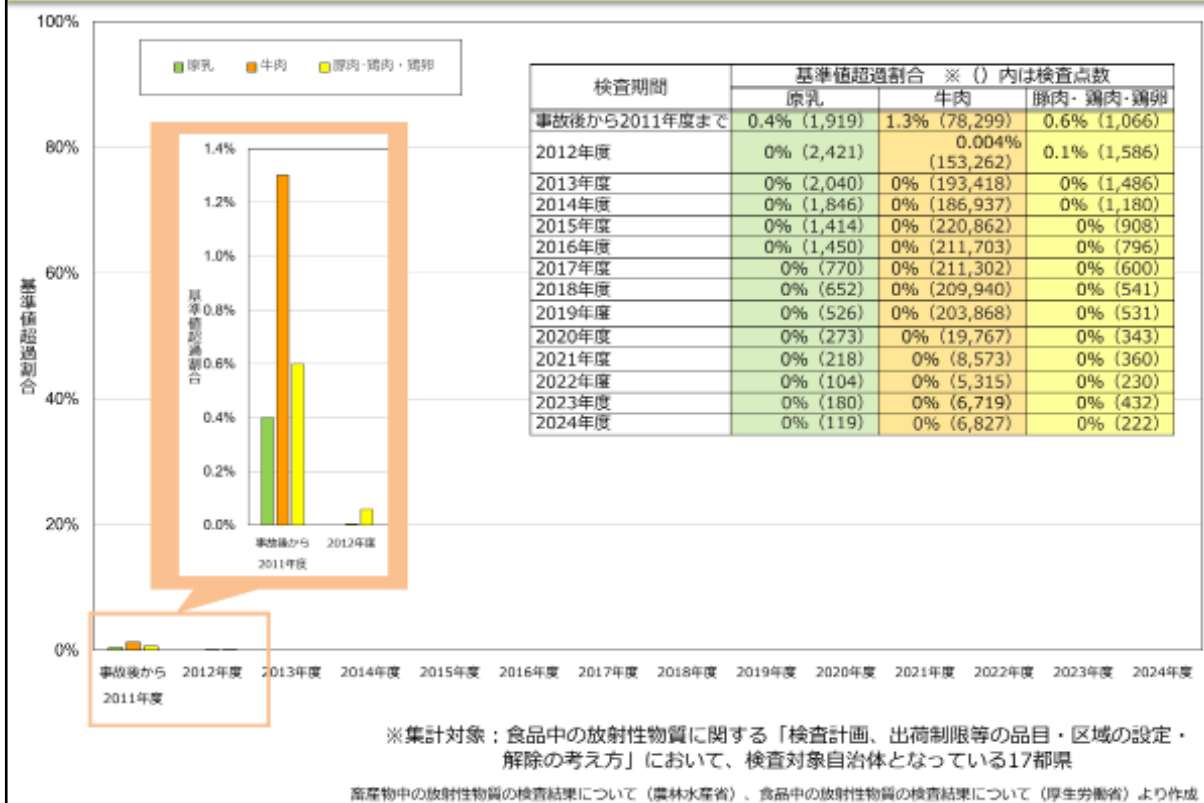 100%
80%
60%
40%
20%
0%
基準値超過割合
原乳 牛肉 豚肉・鶏肉・鶏卵
1.4%
1.2%
1.0%
0.8%
0.6%
0.4%
0.2%
0.0%
基準値超過割合
事故後から 2012年度
2011年度
検査期間 基準値超過割合 ※ () 内は検査点数
原乳 牛肉 豚肉・鶏肉・鶏卵
事故後から2011年度まで 0.4% (1,919) 1.3% (78,299) 0.6% (1,066)
2012年度 0% (2,421) 0.004% (153,262) 0.1% (1,586)
2013年度 0% (2,040) 0% (193,418) 0% (1,486)
2014年度 0% (1,846) 0% (186,937) 0% (1,180)
2015年度 0% (1,414) 0% (220,862) 0% (908)
2016年度 0% (1,450) 0% (211,703) 0% (796)
2017年度 0% (770) 0% (211,302) 0% (600)
2018年度 0% (652) 0% (209,940) 0% (541)
2019年度 0% (526) 0% (203,868) 0% (531)
2020年度 0% (273) 0% (19,767) 0% (343)
2021年度 0% (218) 0% (8,573) 0% (360)
2022年度 0% (104) 0% (5,315) 0% (230)
2023年度 0% (180) 0% (6,719) 0% (432)
2024年度 0% (119) 0% (6,827) 0% (222)
事故後から 2012年度 2013年度 2014年度 2015年度 2016年度 2017年度 2018年度 2019年度 2020年度 2021年度 2022年度 2023年度 2024年度
2011年度
※集計対象：食品中の放射性物質に関する「検査計画、出荷制限等の品目・区域の設定・
解除の考え方」において、検査対象自治体となっている17都県
畜産物中の放射性物質の検査結果について（農林水産省）、食品中の放射性物質の検査結果について（厚生労働省）より作成